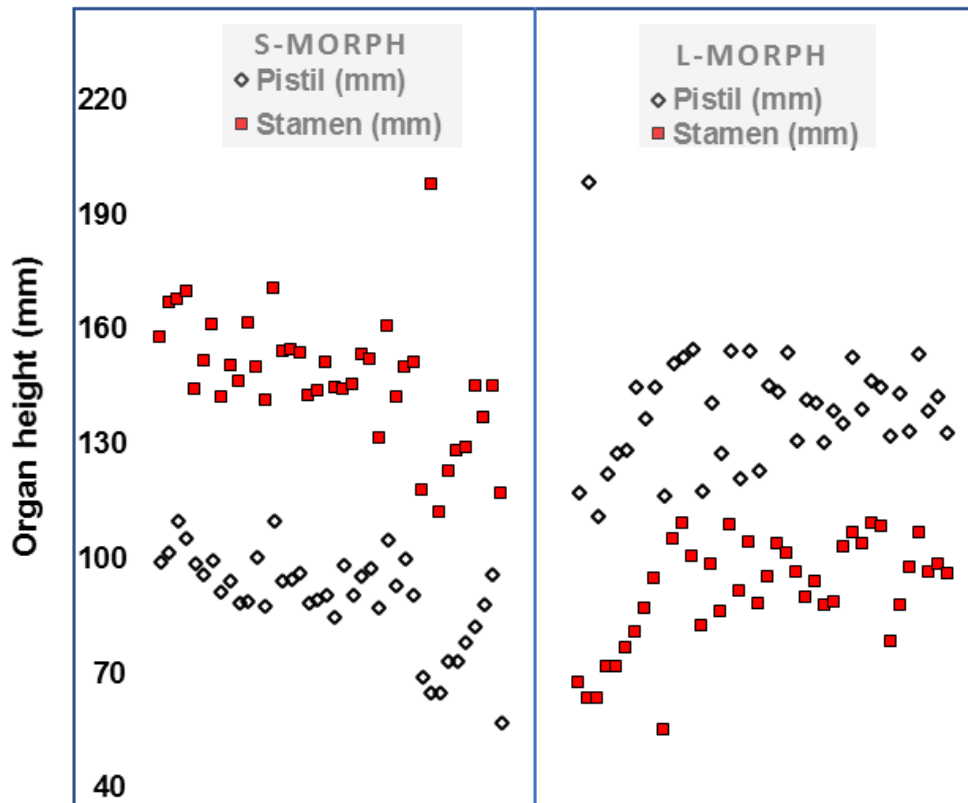 S-MORPH
Pistil (mm)
Stamen (mm)
L-MORPH
Pistil (mm)
Stamen (mm)
Organ height (mm)
220
190
160
130
100
70
40